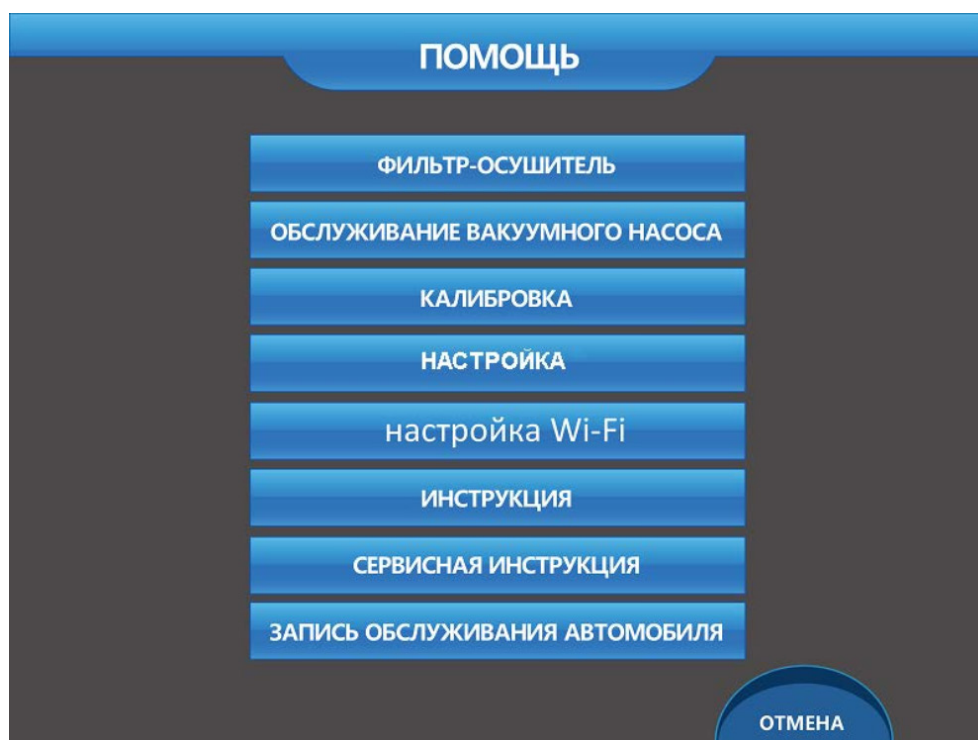 ПОМОЩЬ
ФИЛЬТР-ОСУШИТЕЛЬ
ОБСЛУЖИВАНИЕ ВАКУУМНОГО НАСОСА
КАЛИБРОВКА
НАСТРОЙКА
настройка Wi-Fi
ИНСТРУКЦИЯ
СЕРВИСНАЯ ИНСТРУКЦИЯ
ЗАПИСЬ ОБСЛУЖИВАНИЯ АВТОМОБИЛЯ
ОТМЕНА